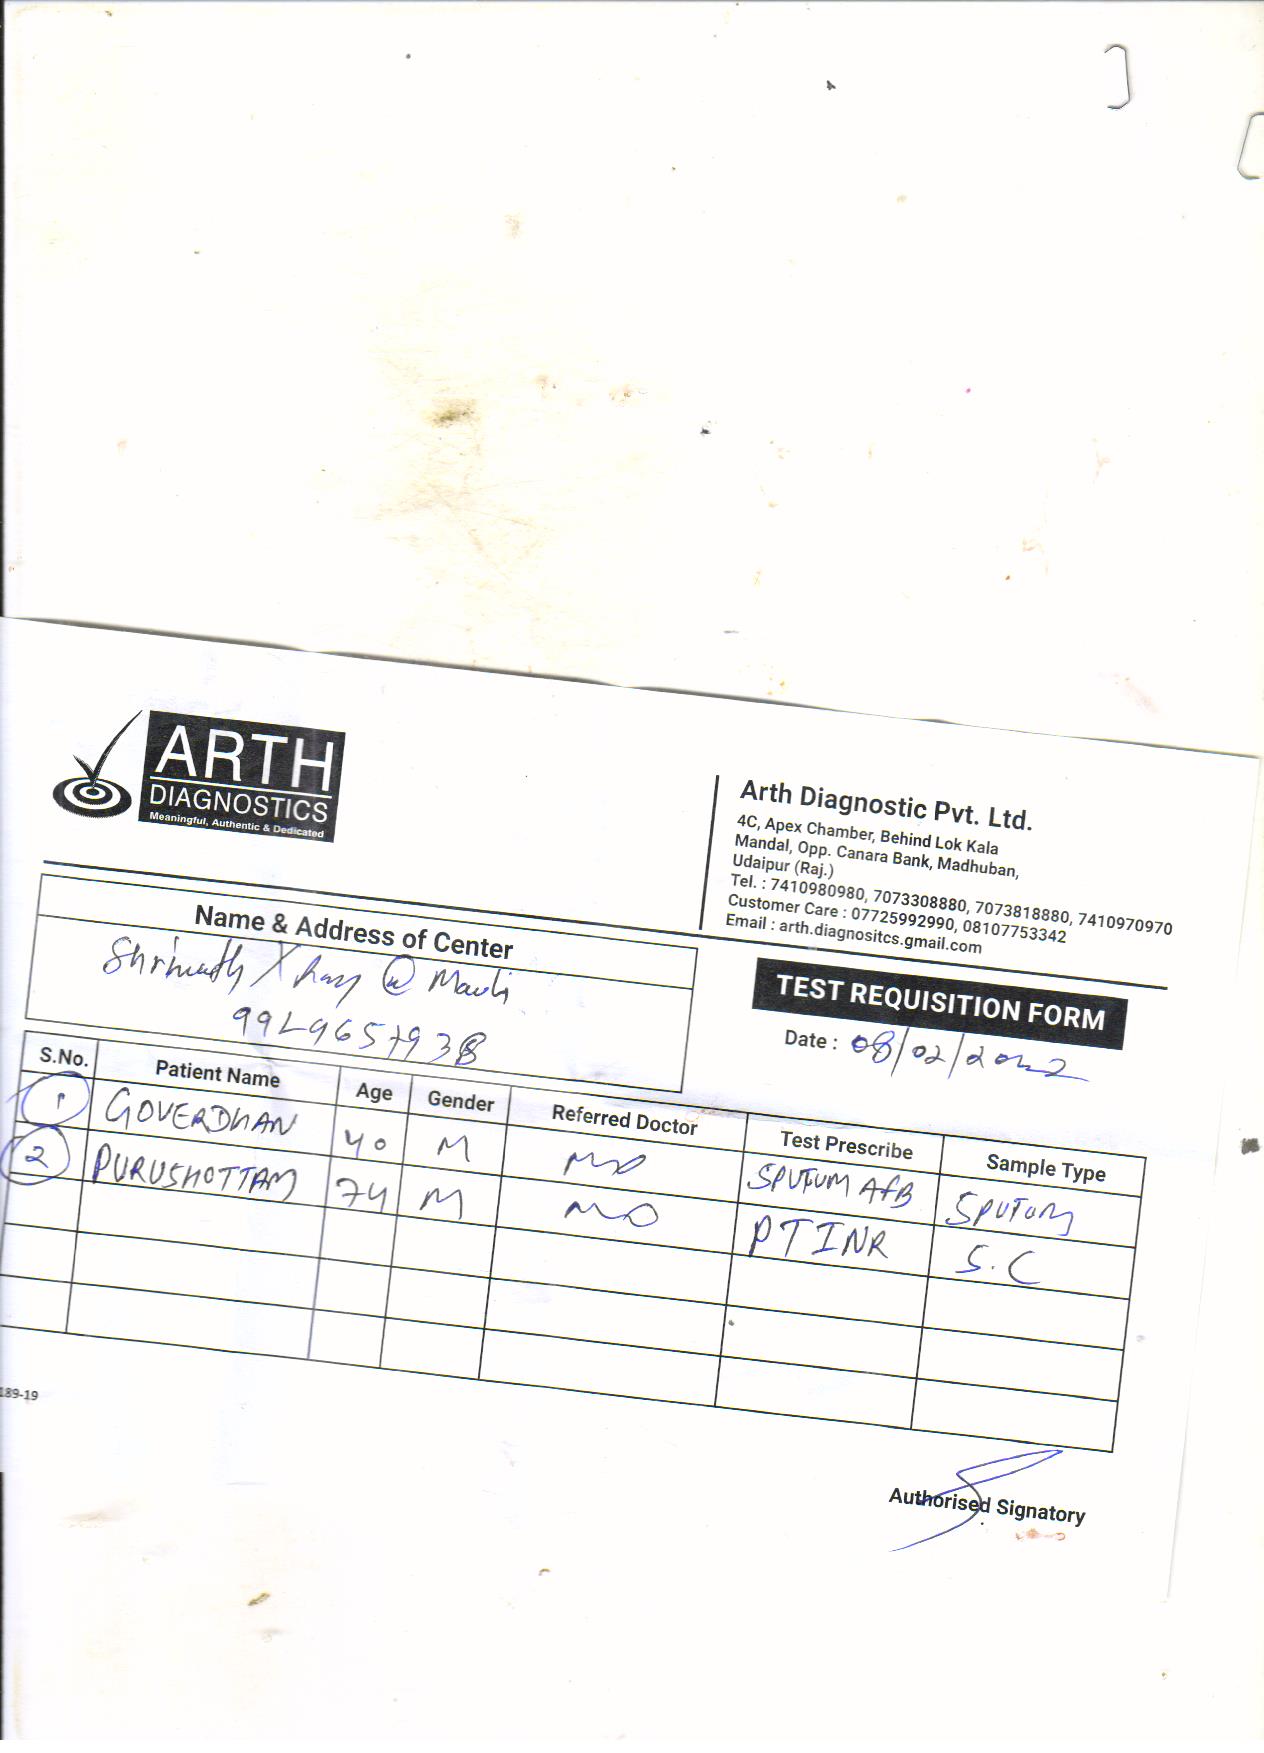 ARTH
DIAGNOSTICS
Meaningful, Authentic & Dedicated
Arth Diagnostic Pvt. Ltd.
4C, Apex Chamber, Behind Lok Kala
Mandal, Opp. Canara Bank, Madhuban,
Udaipur (Raj.)
Tel. : 7410980980, 7073308880, 7073818880, 7410970970
Customer Care : 07725992990, 08107753342
Email : arth.diagnositcs.gmail.com
Name & Address of Center
Shrinath X Ray @ Mavli
9929657938
TEST REQUISITION FORM
Date : 08/02/2022
S.No. Patient Name Age Gender Referred Doctor Test Prescribe Sample Type
1 GOVERDHAN 40 M MO SPUTUM AFB SPUTUM
2 PURUSHOTTAM 74 M MO PTINR S.C
189-19
Authorised Signatory